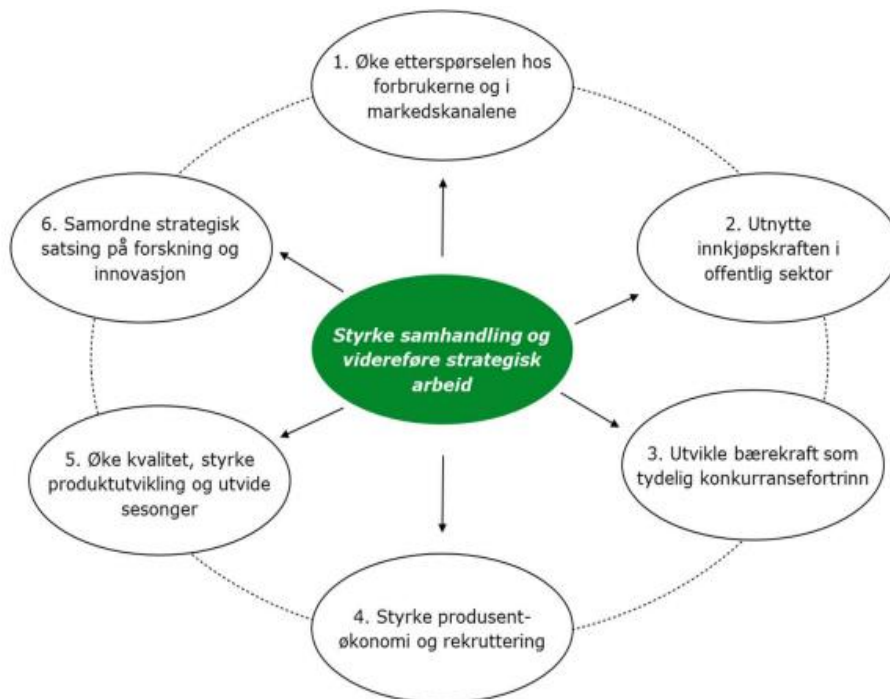 1. Øke etterspørselen hos
forbrukerne og i
markedskanalene
2. Utnytte
innkjøpskraften i
offentlig sektor
3. Utvikle bærekraft som
tydelig konkurransefortrinn
4. Styrke produsent-
økonomi og rekruttering
5. Øke kvalitet, styrke
produktutvikling og utvide
sesonger
6. Samordne strategisk
satsing på forskning og
innovasjon
Styrke samhandling og
videreføre strategisk
arbeid